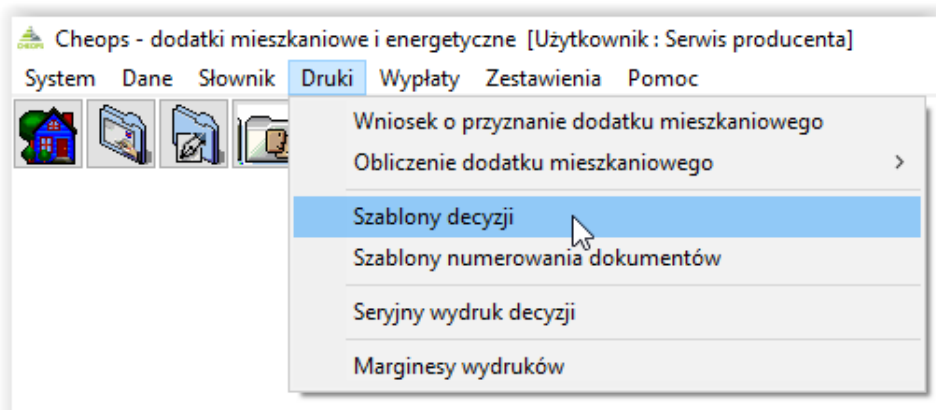 CHEOPS
Cheops - dodatki mieszkaniowe i energetyczne [Użytkownik : Serwis producenta]
System Dane Słownik Druki Wypłaty Zestawienia Pomoc
Wniosek o przyznanie dodatku mieszkaniowego
Obliczenie dodatku mieszkaniowego
Szablony decyzji
Szablony numerowania dokumentów
Seryjny wydruk decyzji
Marginesy wydruków